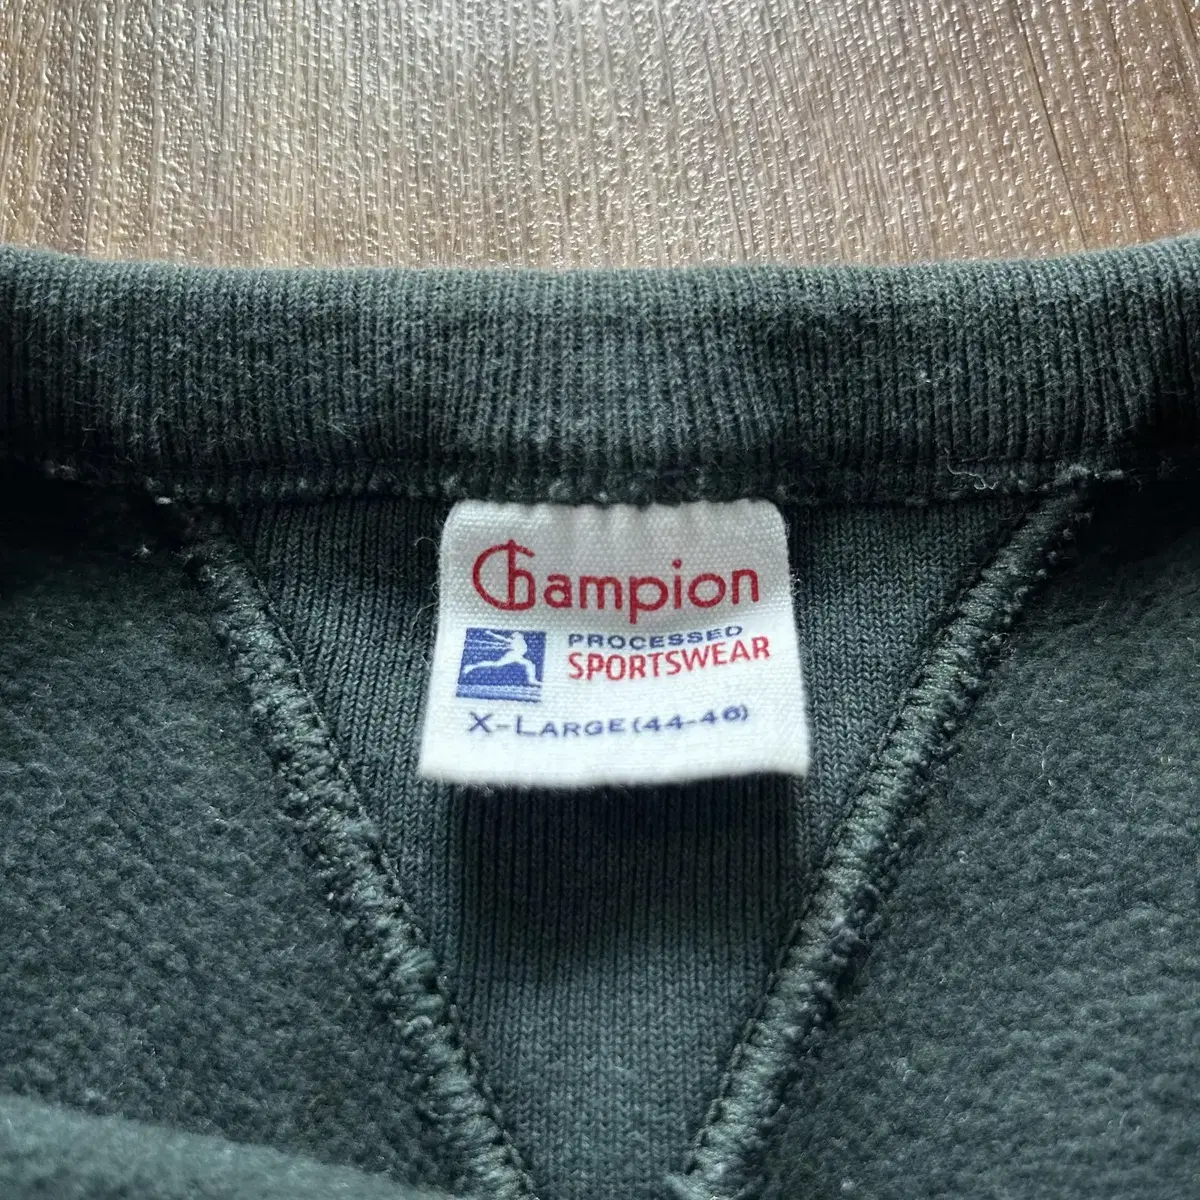 Champion
PROCESSED
SPORTSWEAR
X-LARGE (44-46)